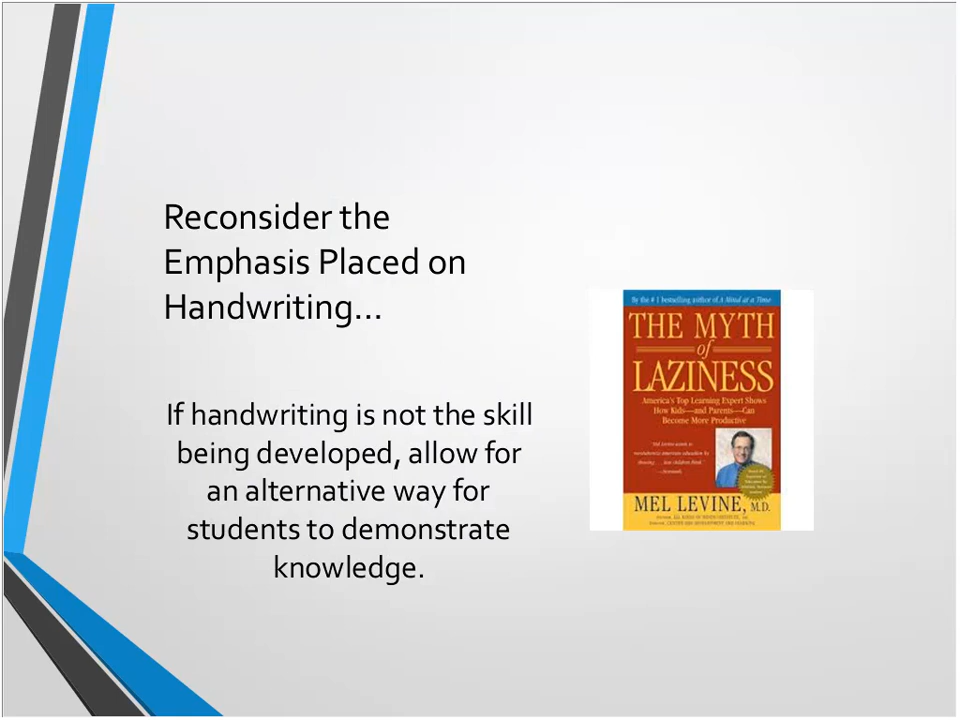 Reconsider the
Emphasis Placed on
Handwriting...
If handwriting is not the skill
being developed, allow for
an alternative way for
students to demonstrate
knowledge.
By the #1 bestselling author of A Mind at a Time
THE MYTH
of
LAZINESS
America's Top Learning Expert Shows
How Kids—and Parents—Can
Become More Productive
MEL LEVINE, M.D.